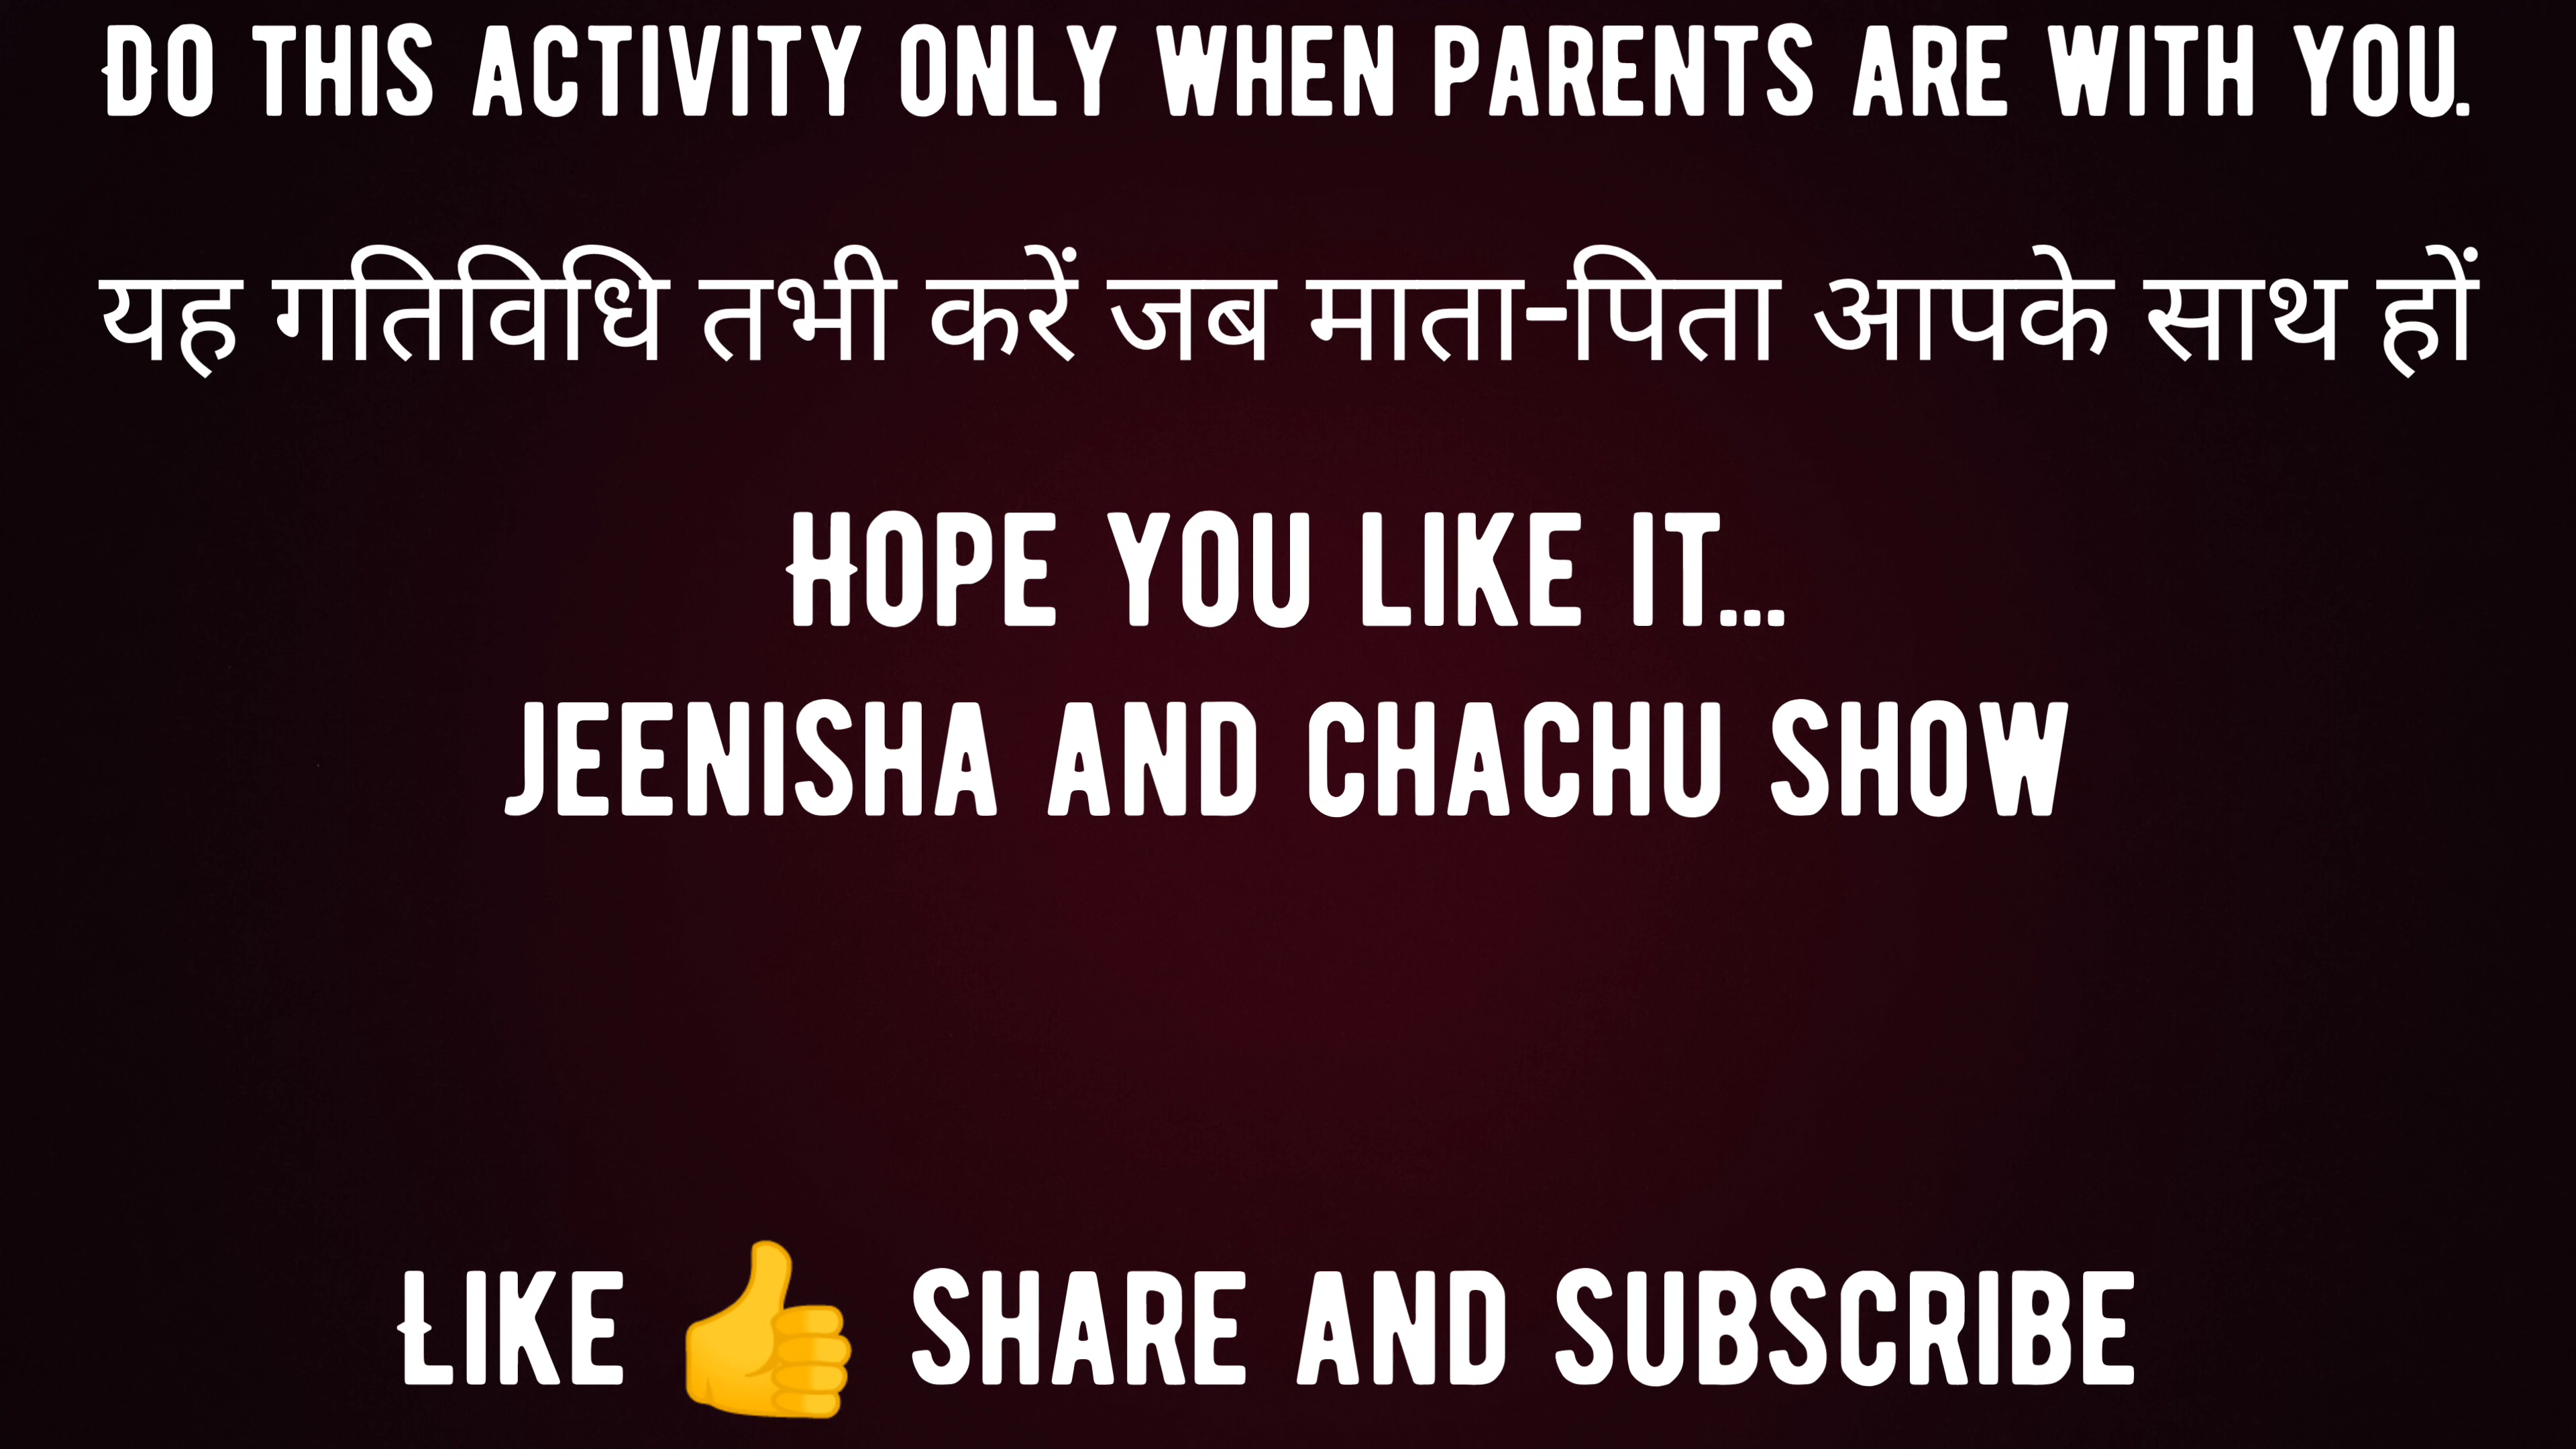 Do this activity only when parents are with you.
यह गतिविधि तभी करें जब माता-पिता आपके साथ हों
Hope you like it...
Jeenisha and Chachu Show
Like 👍 Share and Subscribe